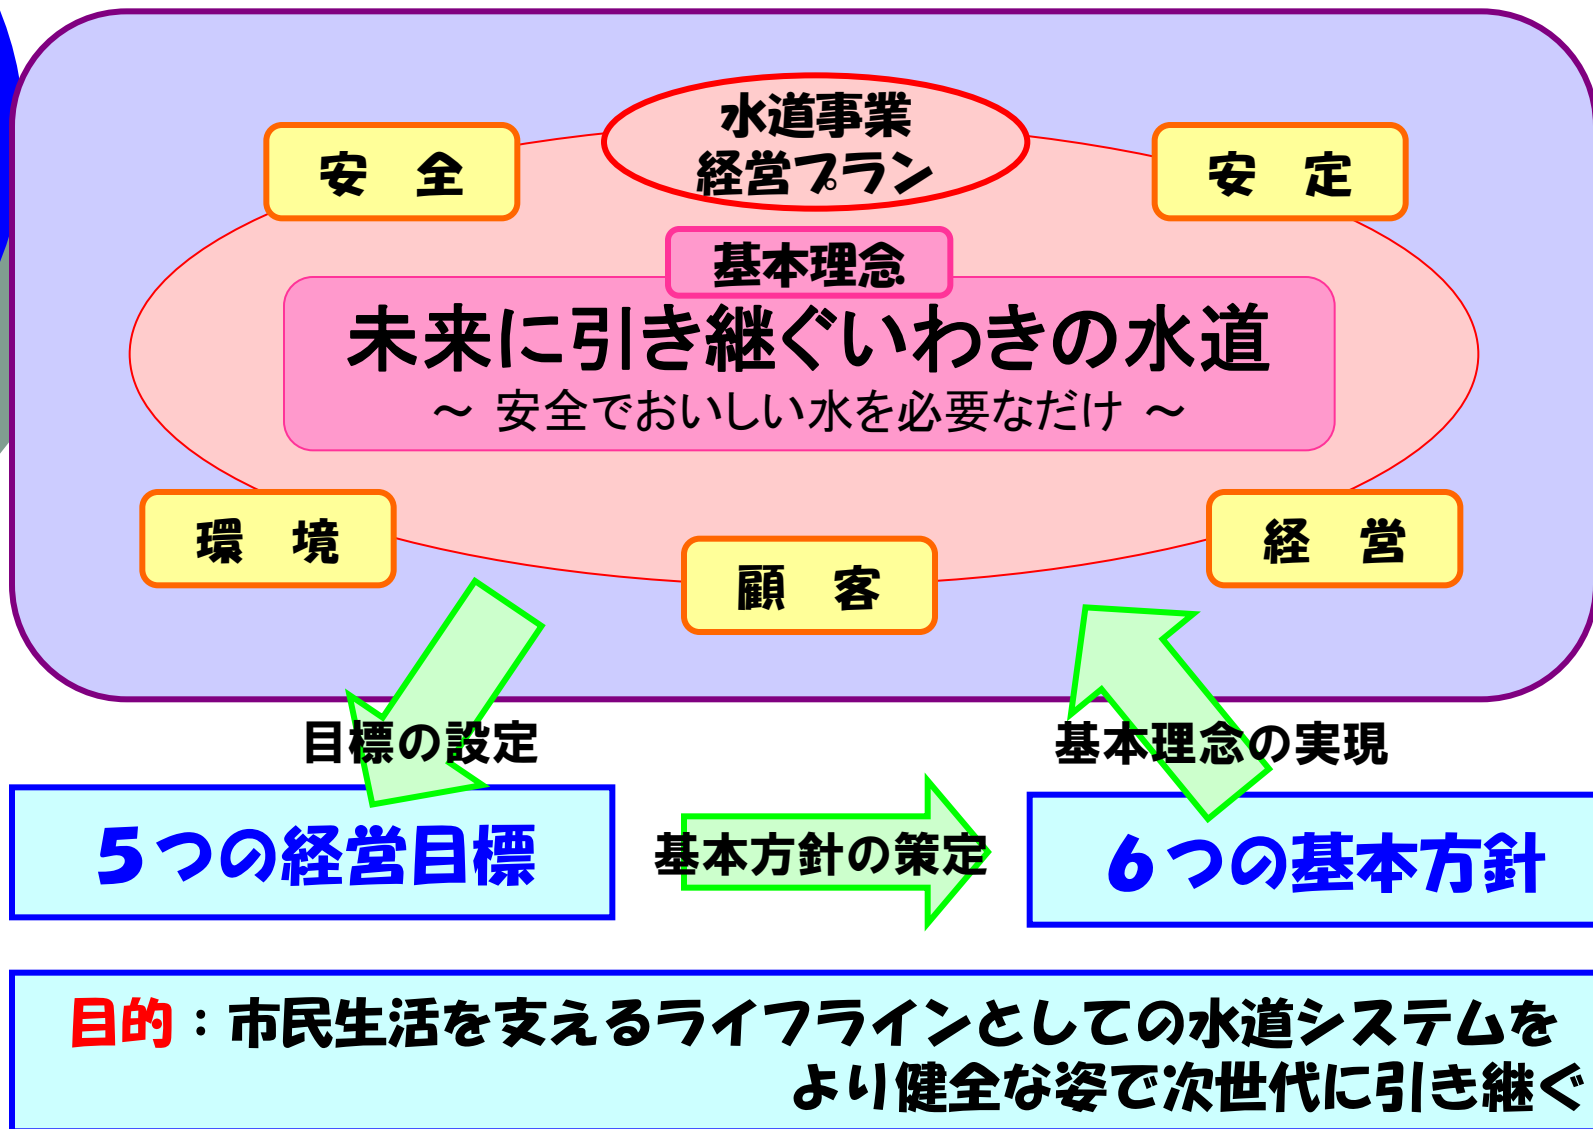 水道事業
経営プラン
安　全
安　定
基本理念
未来に引き継ぐいわきの水道
～ 安全でおいしい水を必要なだけ ～
環　境
経　営
顧　客
目標の設定
基本理念の実現
５つの経営目標
基本方針の策定
６つの基本方針
目的：市民生活を支えるライフラインとしての水道システムを
より健全な姿で次世代に引き継ぐ